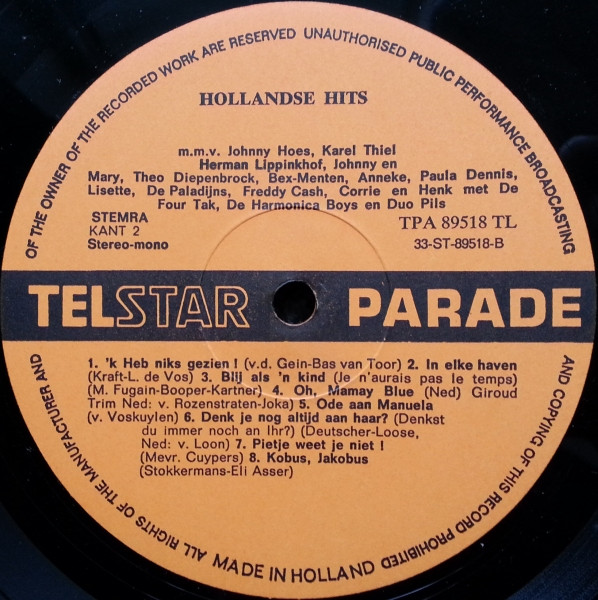 OF THE OWNER OF THE RECORDED WORK ARE RESERVED UNAUTHORISED PUBLIC PERFORMANCE BROADCASTING
HOLLANDSE HITS
m.m.v. Johnny Hoes, Karel Thiel
Herman Lippinkhof, Johnny en
Mary, Theo Diepenbrock, Bex-Menten, Anneke, Paula Dennis,
Lisette, De Paladijns, Freddy Cash, Corrie en Henk met De
Four Tak, De Harmonica Boys en Duo Pils
STEMRA
KANT 2
Stereo-mono
TPA 89518 TL
33-ST-89518-B
TELSTAR PARADE
1. 'k Heb niks gezien ! (v.d. Gein-Bas van Toor) 2. In elke haven
(Kraft-L. de Vos) 3. Blij als 'n kind (Je n'aurais pas le temps)
(M. Fugain-Booper-Kartner) 4. Oh, Mamay Blue (Ned) Giroud
Trim Ned: v. Rozenstraten-Joka) 5. Ode aan Manuela
(v. Voskuylen) 6. Denk je nog altijd aan haar? (Denkst
du immer noch an Ihr?) (Deutscher-Loose,
Ned: v. Loon) 7. Pietje weet je niet !
(Mevr. Cuypers) 8. Kobus, Jakobus
(Stokkermans-Eli Asser)
AND COPYING OF THIS RECORD PROHIBITED
ALL RIGHTS OF THE MANUFACTURER AND
MADE IN HOLLAND